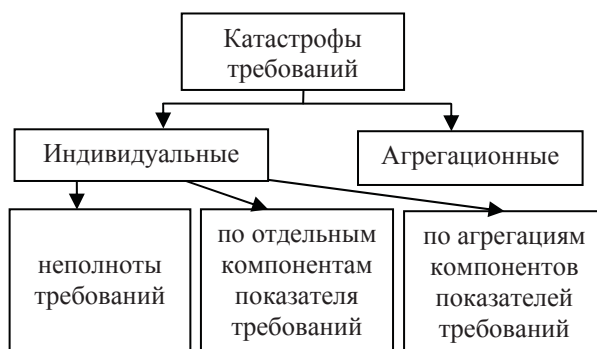 Катастрофы
требований
Индивидуальные
Агрегационные
неполноты
требований
по отдельным
компонентам
показателя
требований
по агрегациям
компонентов
показателей
требований